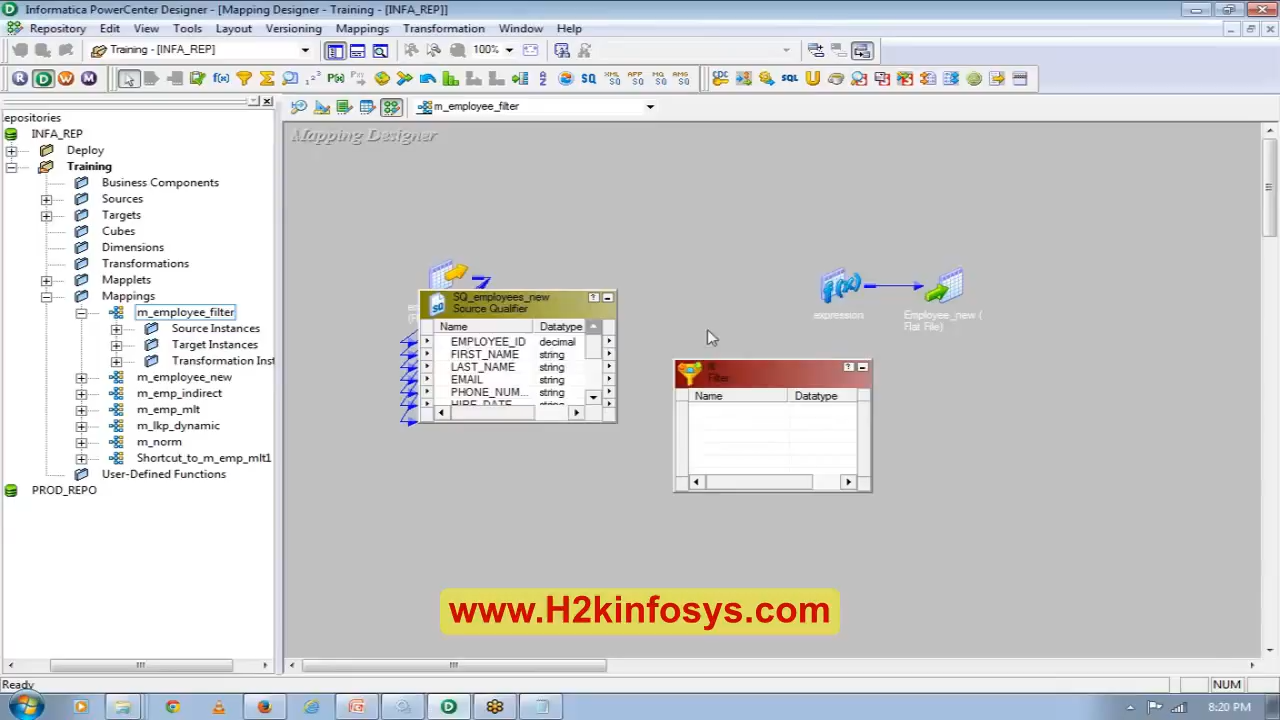 Informatica PowerCenter Designer - [Mapping Designer - Training - [INFA_REP]]
Repository Edit View Tools Layout Versioning Mappings Transformation Window Help
Training - [INFA_REP]
100%
m_employee_filter
epositories
INFA_REP
Deploy
Training
Business Components
Sources
Targets
Cubes
Dimensions
Transformations
Mapplets
Mappings
m_employee_filter
Source Instances
Target Instances
Transformation Inst
m_employee_new
m_emp_indirect
m_emp_mlt
m_lkp_dynamic
m_norm
Shortcut_to_m_emp_mlt1
User-Defined Functions
PROD_REPO
Mapping Designer
SQ_employees_new
Source Qualifier
Name Datatype
EMPLOYEE_ID decimal
FIRST_NAME string
LAST_NAME string
EMAIL string
PHONE_NUM... string
HIRE_DATE
Filter
Name Datatype
expression
Employee_new (
Flat File)
www.H2kinfosys.com
Ready
NUM
8:20 PM